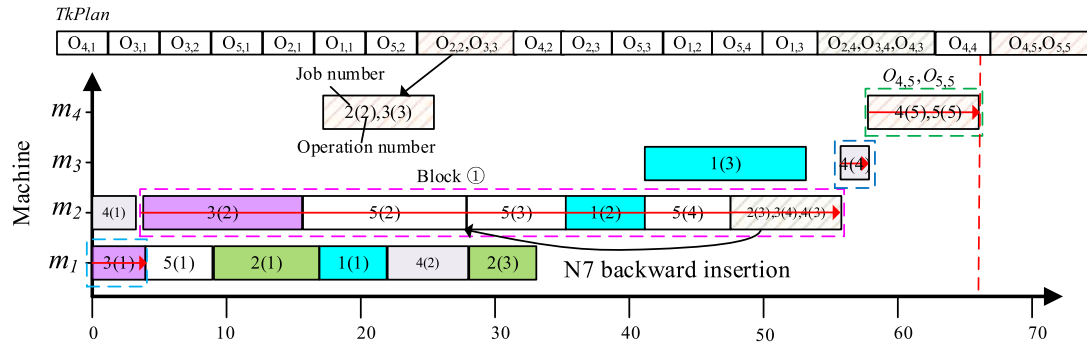 TkPlan
O4,1 O3,1 O3,2 O5,1 O2,1 O1,1 O5,2 O2,2,O3,3 O4,2 O2,3 O5,3 O1,2 O5,4 O1,3 O2,4,O3,4,O4,3 O4,4 O4,5,O5,5
Job number
O4,5,O5,5
m4
2(2),3(3)
4(5),5(5)
Operation number
m3
1(3)
4(4)
Block ①
Machine
m2
4(1) 3(2) 5(2) 5(3) 1(2) 5(4) 2(3),3(4),4(3)
m1
3(1) 5(1) 2(1) 1(1) 4(2) 2(3)
N7 backward insertion
0 10 20 30 40 50 60 70